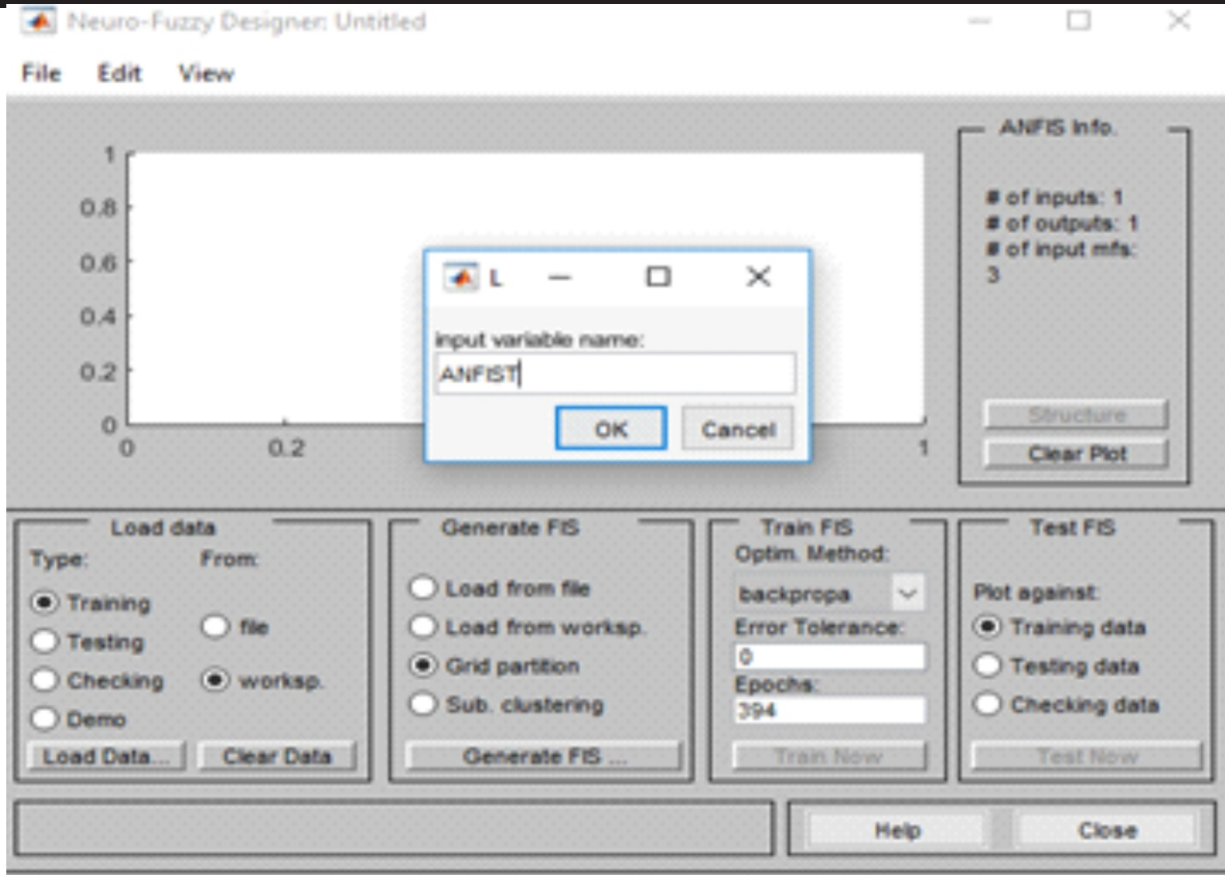 Neuro-Fuzzy Designer: Untitled
File Edit View
1
0.8
0.6
0.4
0.2
0
0 0.2 1
ANFIS Info.
# of inputs: 1
# of outputs: 1
# of input mfs:
3
Structure
Clear Plot
L
input variable name:
ANFIST
OK Cancel
Load data
Type: From:
Training
Testing
Checking
Demo
file
worksp.
Load Data... Clear Data
Generate FIS
Load from file
Load from worksp.
Grid partition
Sub. clustering
Generate FIS ...
Train FIS
Optim. Method:
backpropa
Error Tolerance:
0
Epochs:
394
Train Now
Test FIS
Plot against:
Training data
Testing data
Checking data
Test Now
Help Close